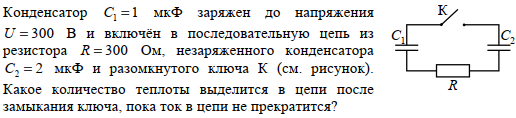 Конденсатор C₁ = 1 мкФ заряжен до напряжения
U = 300 В и включён в последовательную цепь из
резистора R = 300 Ом, незаряженного конденсатора
C₂ = 2 мкФ и разомкнутого ключа К (см. рисунок).
Какое количество теплоты выделится в цепи после
замыкания ключа, пока ток в цепи не прекратится?
К
C₁
C₂
R